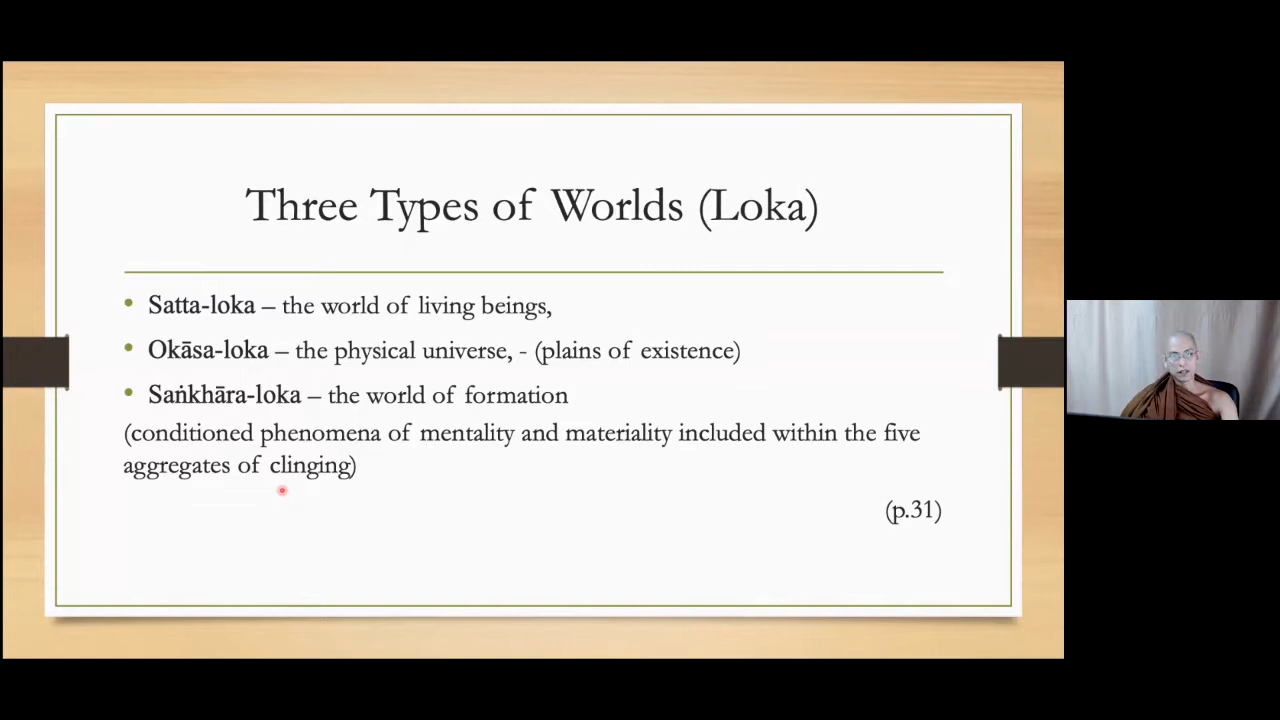 Three Types of Worlds (Loka)
• Satta-loka – the world of living beings,
• Okāsa-loka – the physical universe, - (plains of existence)
• Saṅkhāra-loka – the world of formation
(conditioned phenomena of mentality and materiality included within the five
aggregates of clinging)
(p.31)